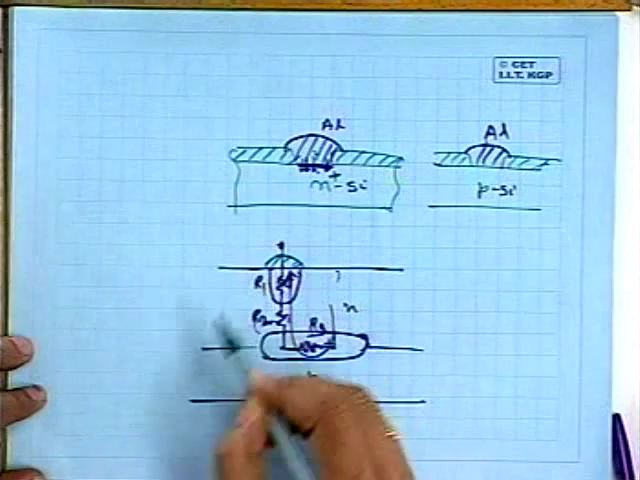 © CET
I.I.T. KGP
Al
Al
n+-Si
p-Si
R1
n
R2
R3